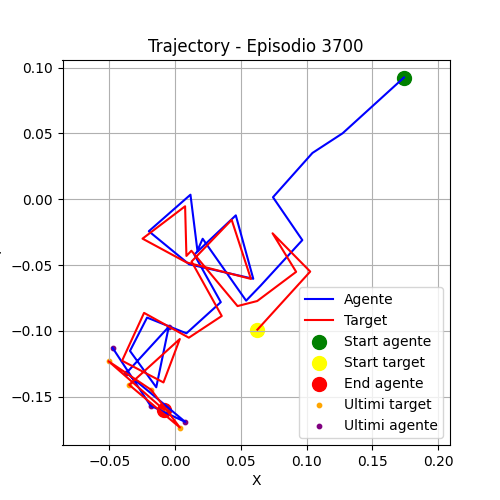 Trajectory - Episodio 3700
0.10
0.05
0.00
−0.05
−0.10
−0.15
−0.05
0.00
0.05
0.10
0.15
0.20
X
Agente
Target
Start agente
Start target
End agente
Ultimi target
Ultimi agente